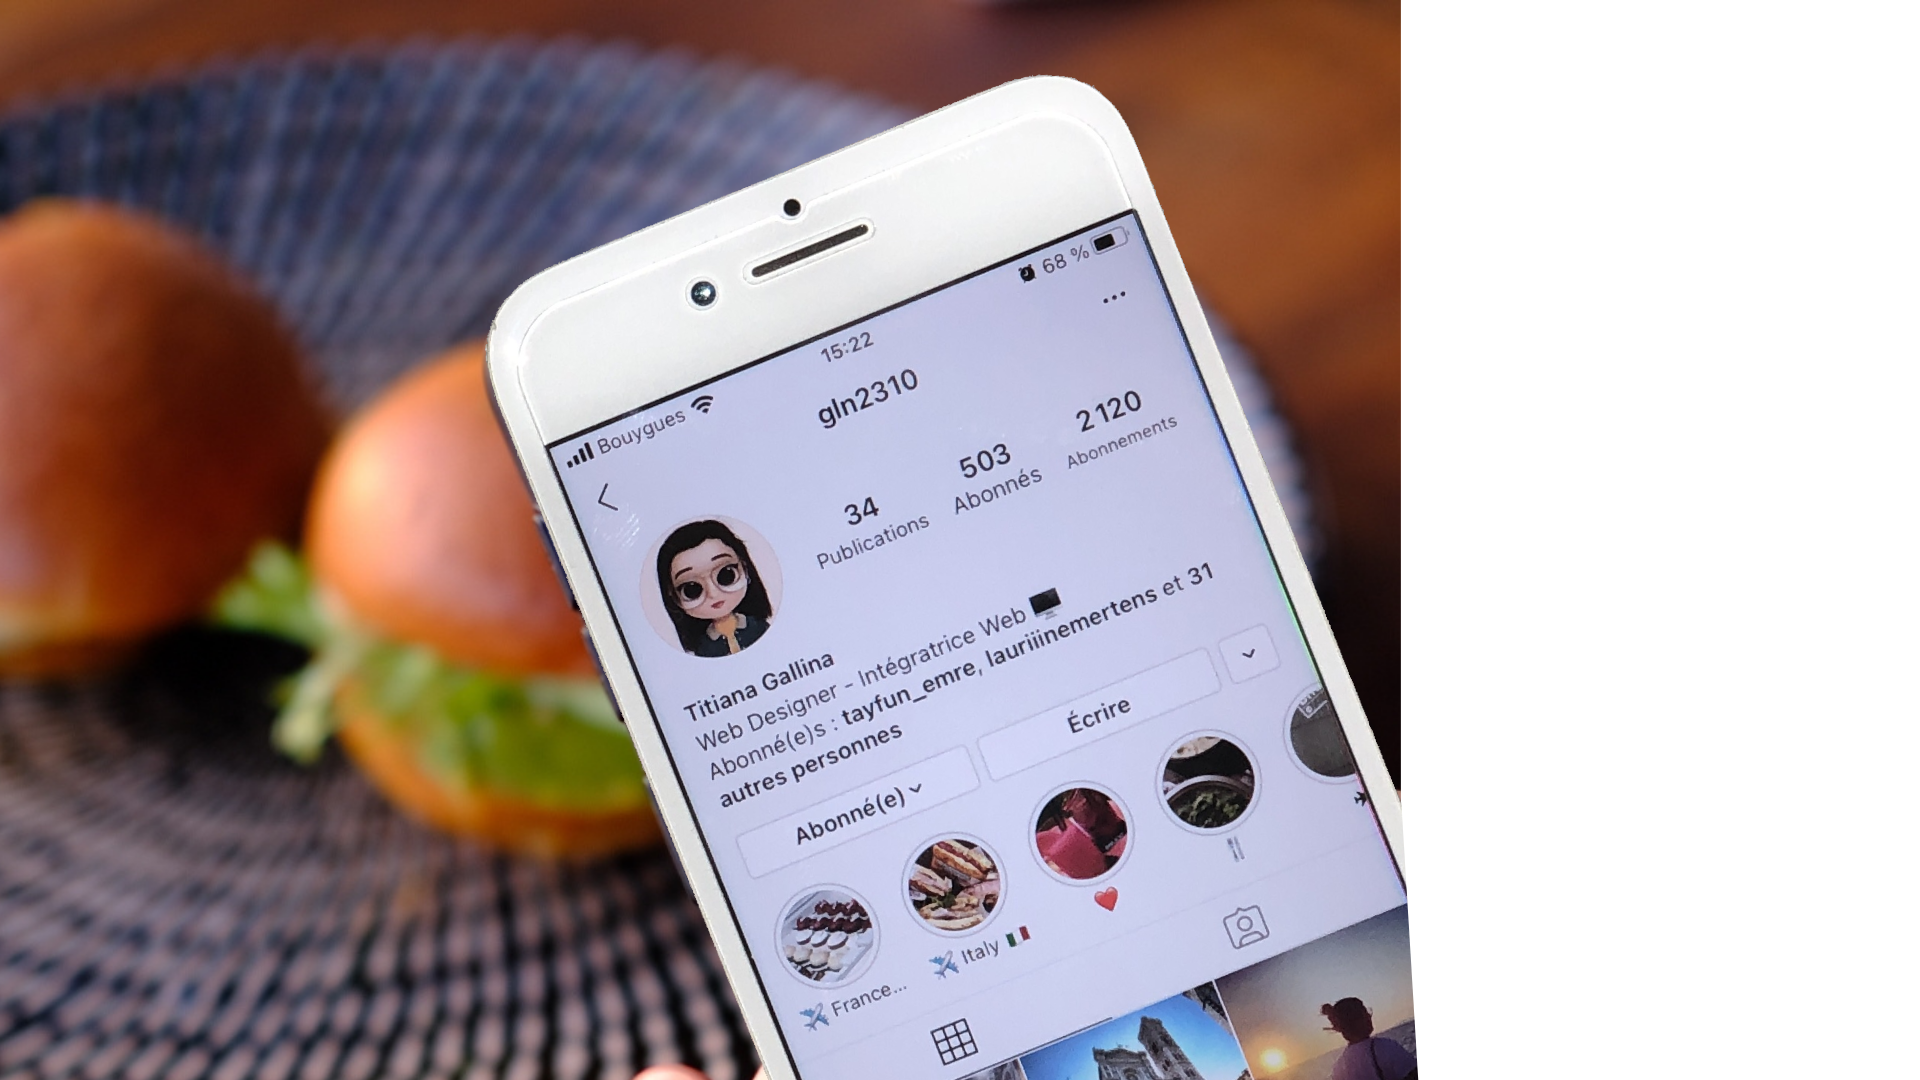 Bouygues
15:22
68 %
gln2310
34
Publications
503
Abonnés
2 120
Abonnements
Titiana Gallina
Web Designer - Intégratrice Web
Abonné(e)s : tayfun_emre, lauriiinemertens et 31
autres personnes
Abonné(e)
Écrire
France...
Italy